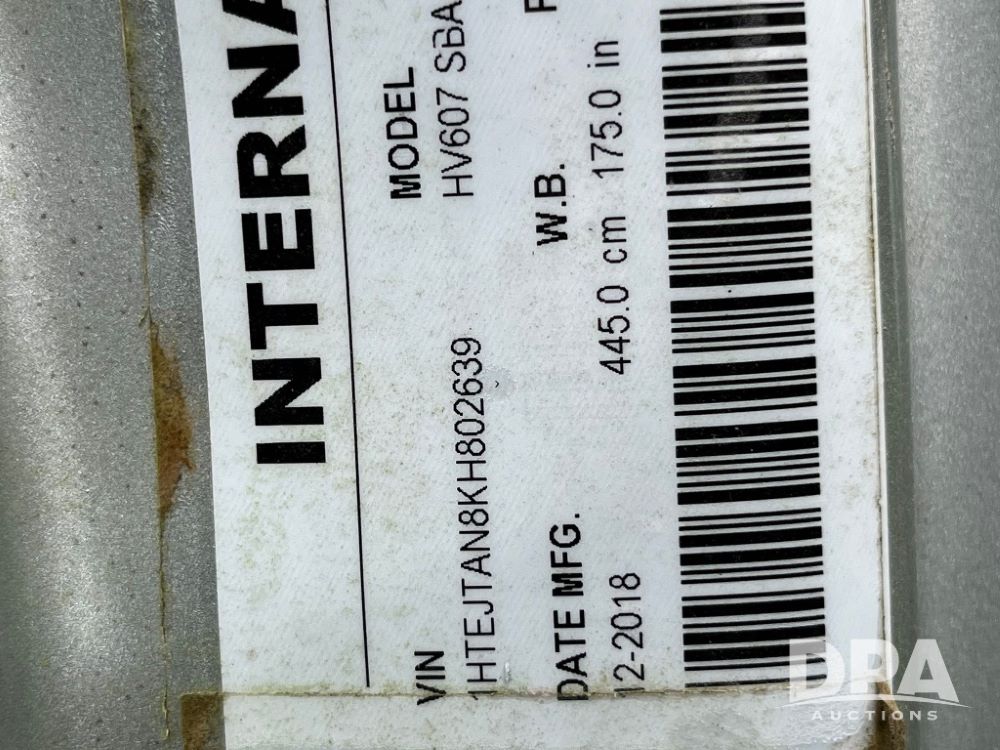 INTERNA
VIN MODEL
1HTEJTAN8KH802639 HV607 SBA
DATE MFG. W.B.
12-2018 445.0 cm 175.0 in
DPA
AUCTIONS